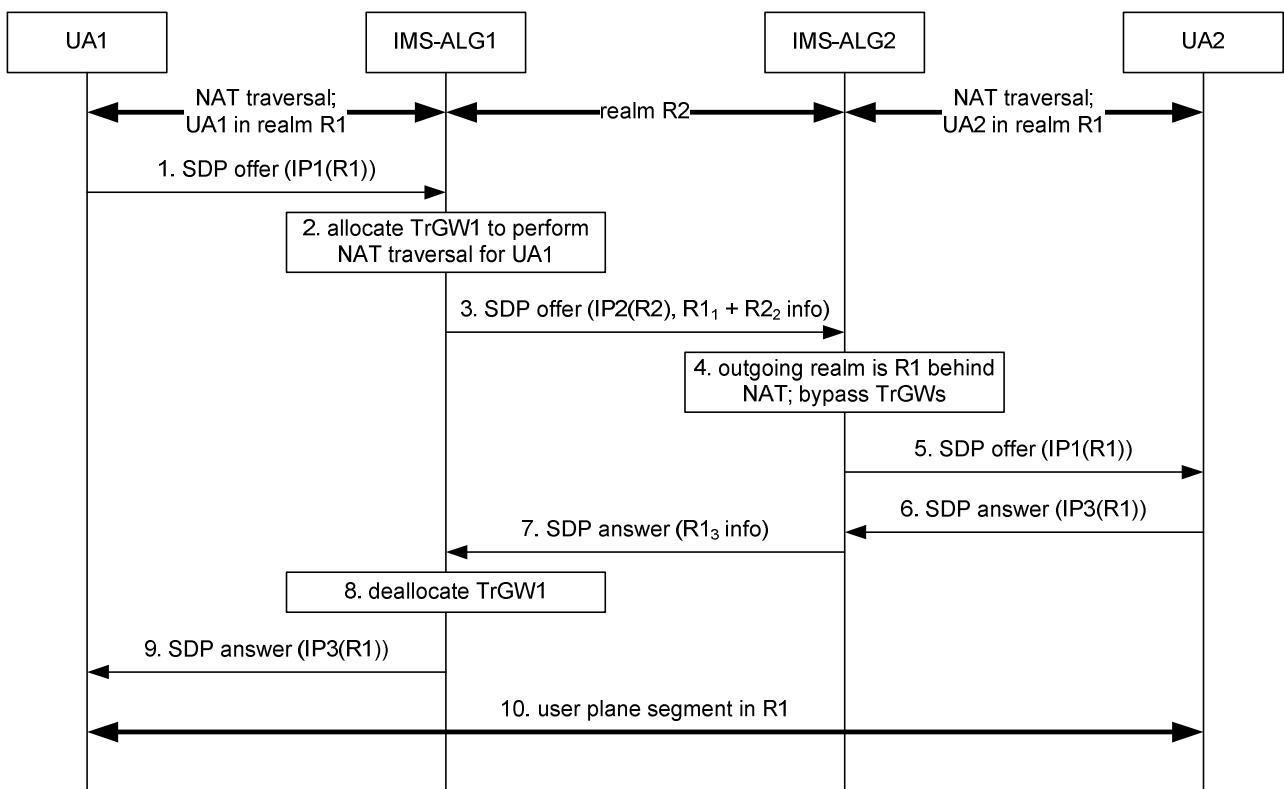 UA1
IMS-ALG1
IMS-ALG2
UA2
NAT traversal;
UA1 in realm R1
realm R2
NAT traversal;
UA2 in realm R1
1. SDP offer (IP1(R1))
2. allocate TrGW1 to perform
NAT traversal for UA1
3. SDP offer (IP2(R2), R1₁ + R2₂ info)
4. outgoing realm is R1 behind
NAT; bypass TrGWs
5. SDP offer (IP1(R1))
6. SDP answer (IP3(R1))
7. SDP answer (R1₃ info)
8. deallocate TrGW1
9. SDP answer (IP3(R1))
10. user plane segment in R1